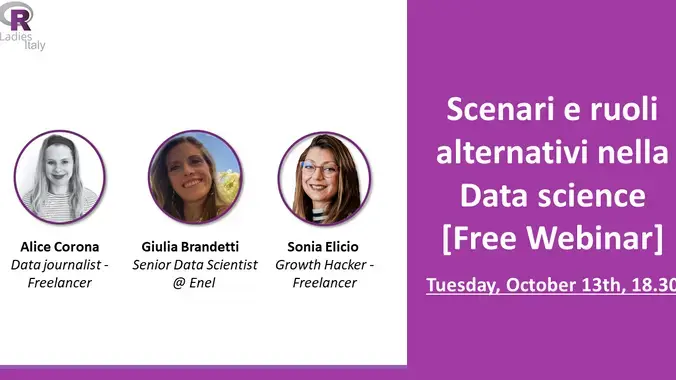 R
Ladies
Italy
Scenari e ruoli
alternativi nella
Data science
[Free Webinar]
Tuesday, October 13th, 18.30
Alice Corona
Data journalist -
Freelancer
Giulia Brandetti
Senior Data Scientist
@ Enel
Sonia Elicio
Growth Hacker -
Freelancer